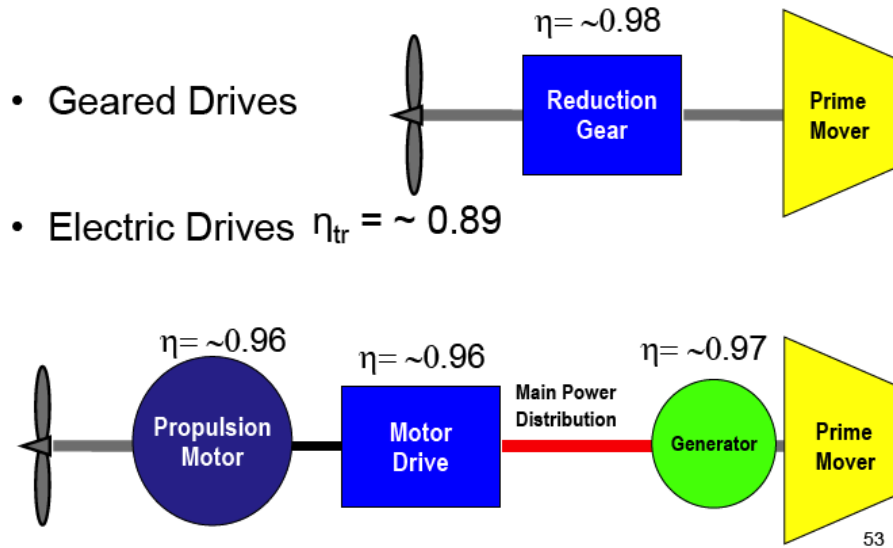 η= ~0.98
• Geared Drives
Reduction
Gear
Prime
Mover
• Electric Drives η_tr = ~ 0.89
η= ~0.96
η= ~0.96
η= ~0.97
Main Power
Distribution
Propulsion
Motor
Motor
Drive
Generator
Prime
Mover
53